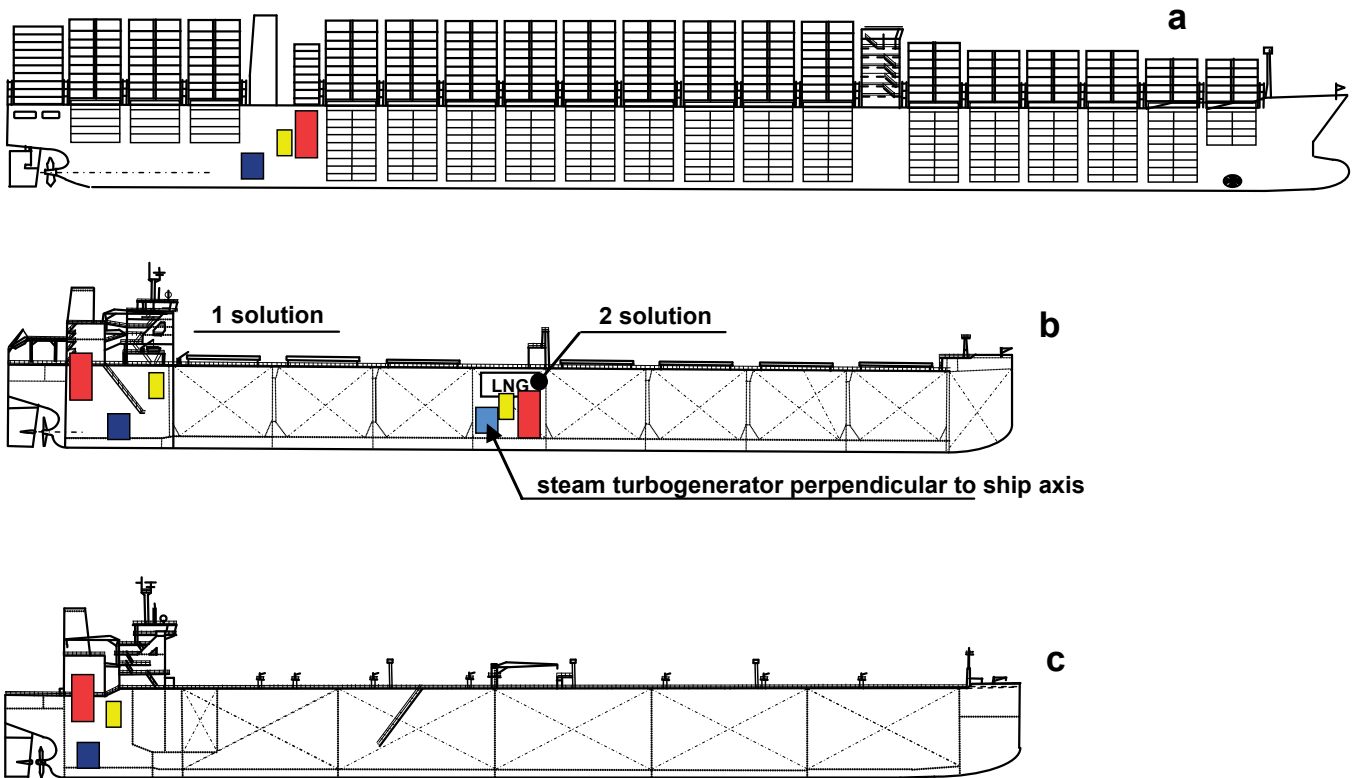 a
1 solution
2 solution
b
LNG
steam turbogenerator perpendicular to ship axis
c